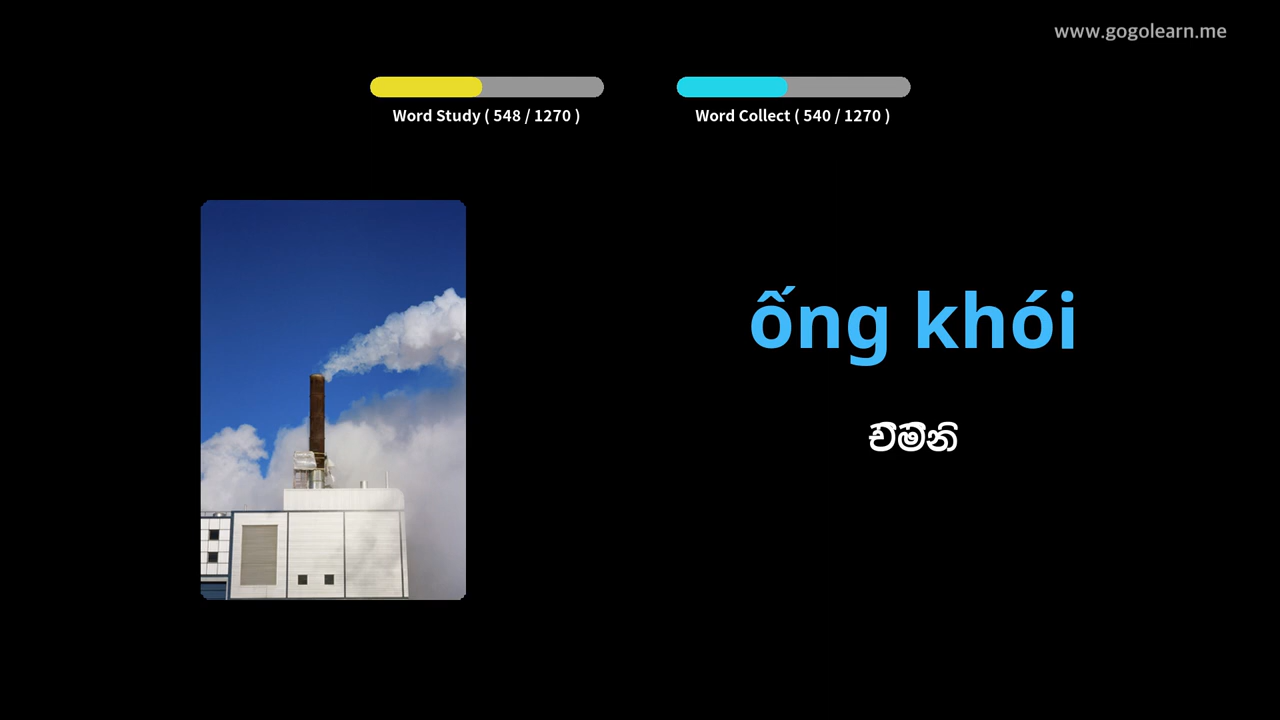 www.gogolearn.me
Word Study ( 548 / 1270 )
Word Collect ( 540 / 1270 )
ống khói
චිමිනි